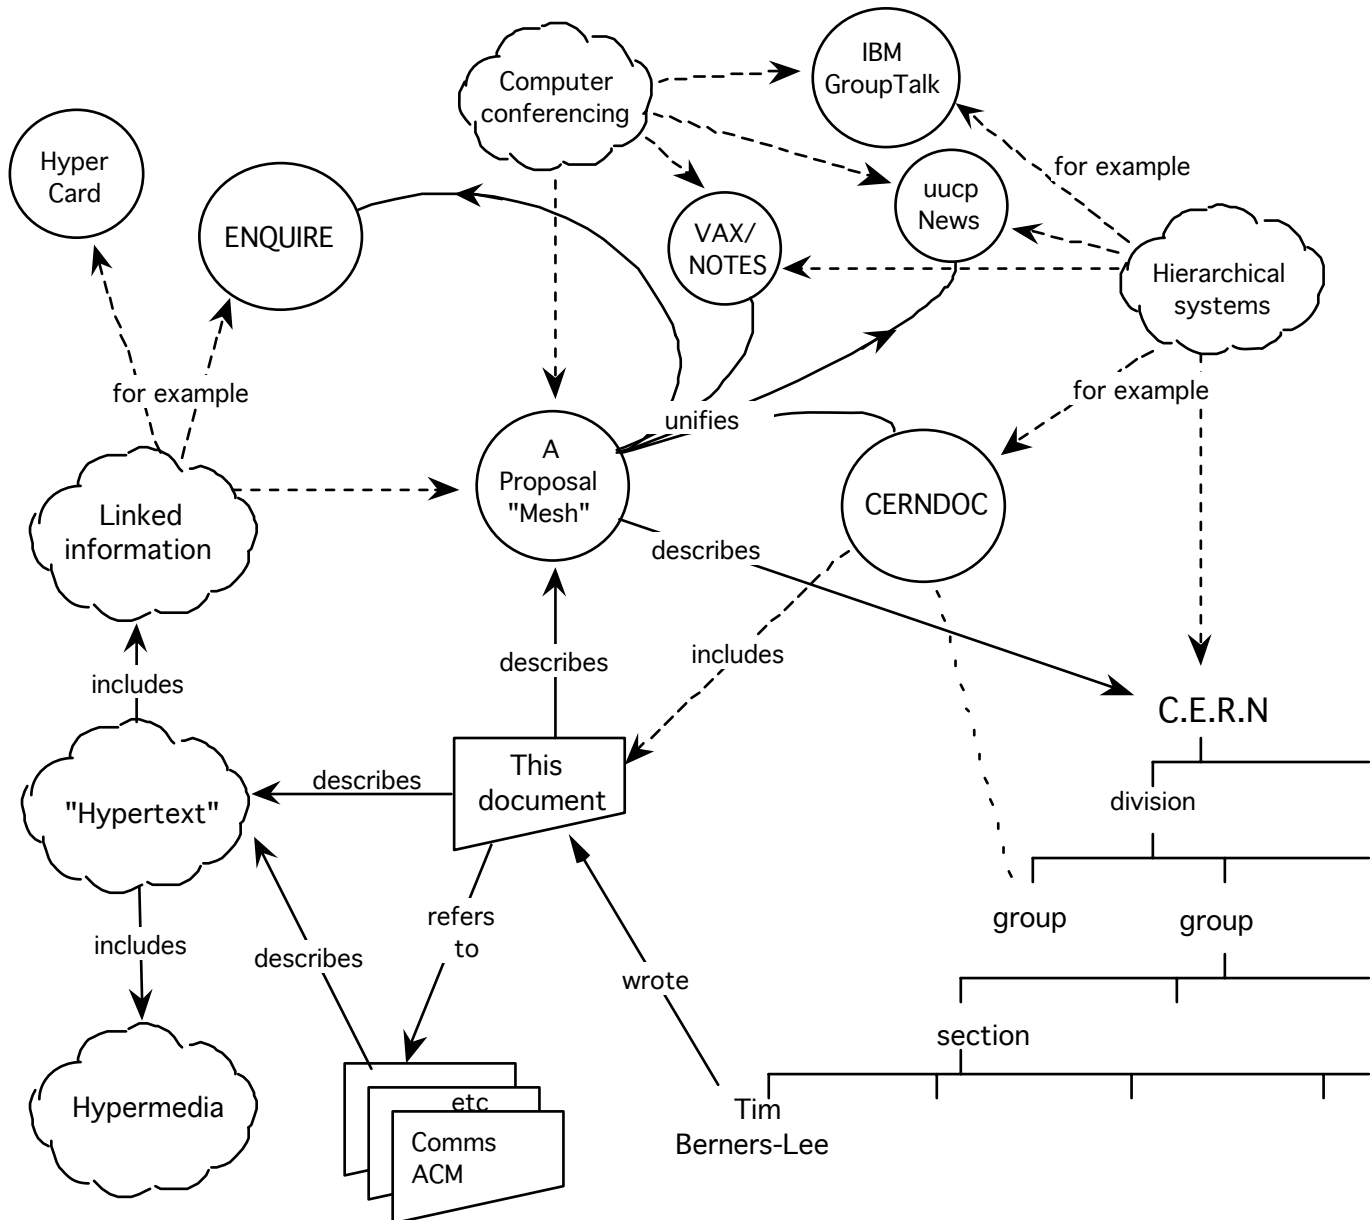 IBM
GroupTalk
Computer
conferencing
Hyper
Card
for example
uucp
News
ENQUIRE
VAX/
NOTES
Hierarchical
systems
for example
for example
unifies
A
Proposal
"Mesh"
CERNDOC
Linked
information
describes
includes
describes
includes
C.E.R.N
This
document
describes
"Hypertext"
division
refers
to
group
group
includes
describes
wrote
section
Hypermedia
etc
Comms
ACM
Tim
Berners-Lee